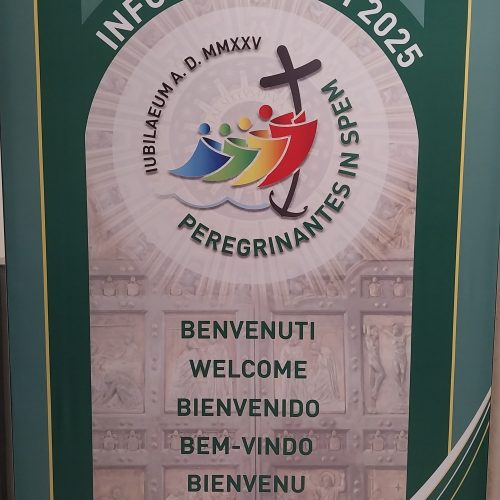 2025
IUBILAEUM A. D. MMXXV
PEREGRINANTES IN SPEM
BENVENUTI
WELCOME
BIENVENIDO
BEM-VINDO
BIENVENU